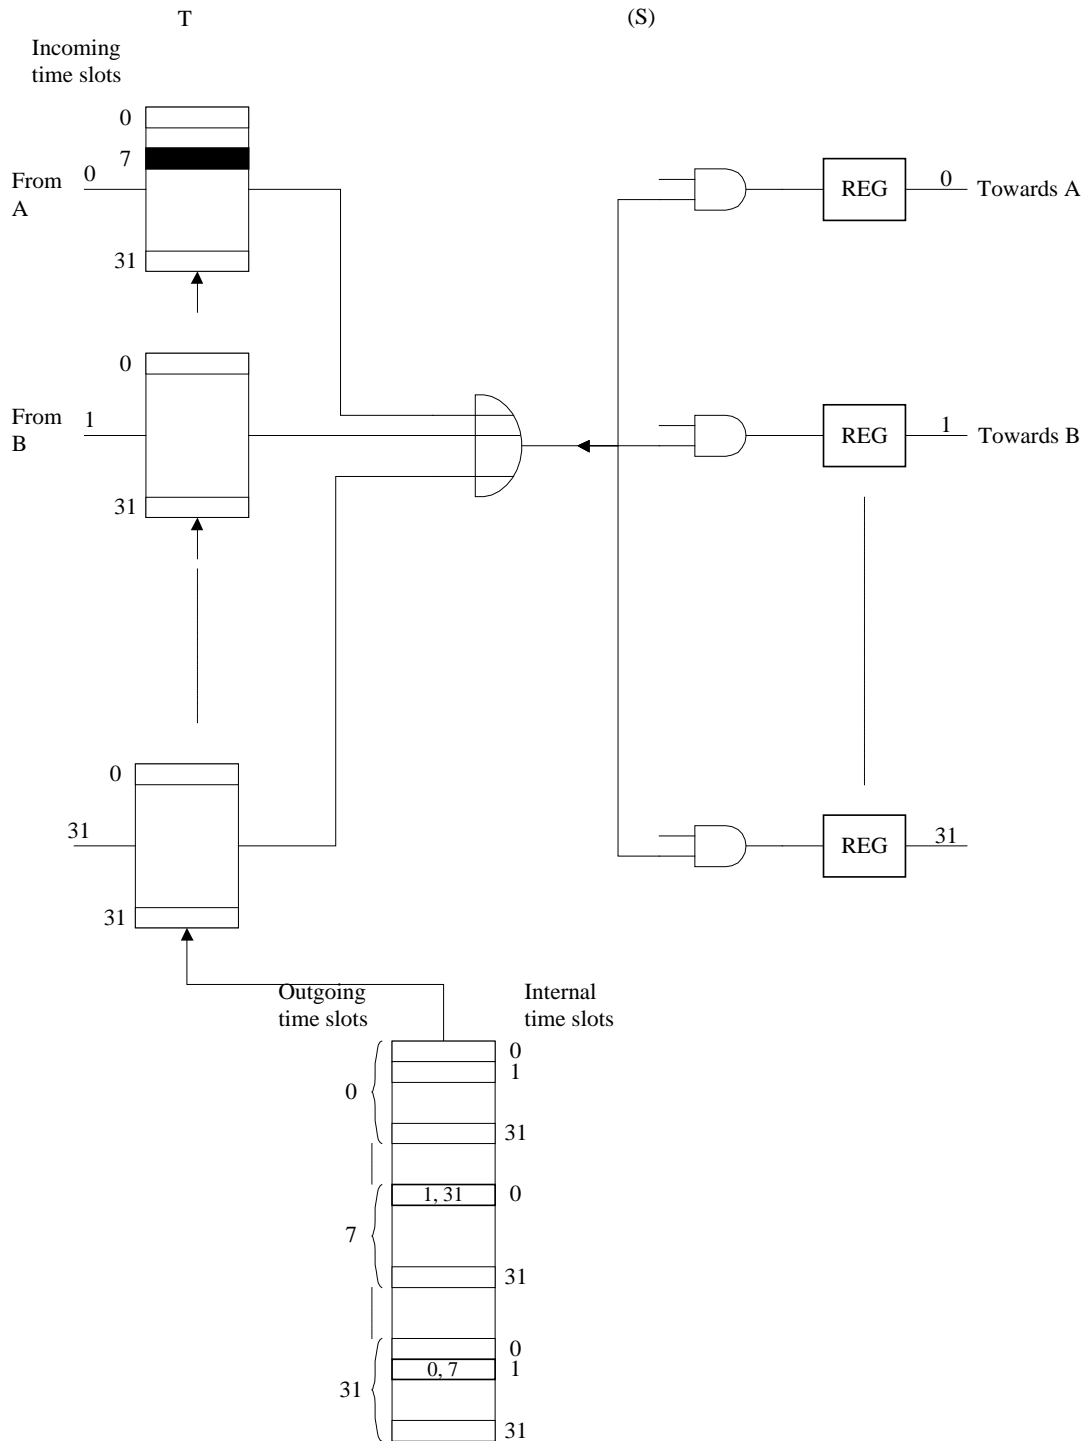 T
(S)
Incoming
time slots
0
7
From
A
0
31
REG
0
Towards A
0
From
B
1
31
REG
1
Towards B
0
31
31
REG
31
Outgoing
time slots
Internal
time slots
0
1
0
31
1, 31
0
7
31
0
0, 7
1
31
31